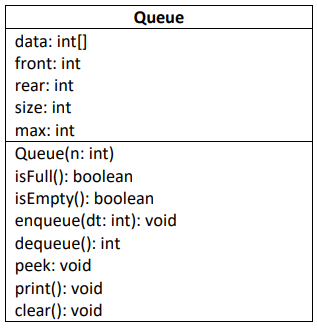 Queue
data: int[]
front: int
rear: int
size: int
max: int
Queue(n: int)
isFull(): boolean
isEmpty(): boolean
enqueue(dt: int): void
dequeue(): int
peek: void
print(): void
clear(): void